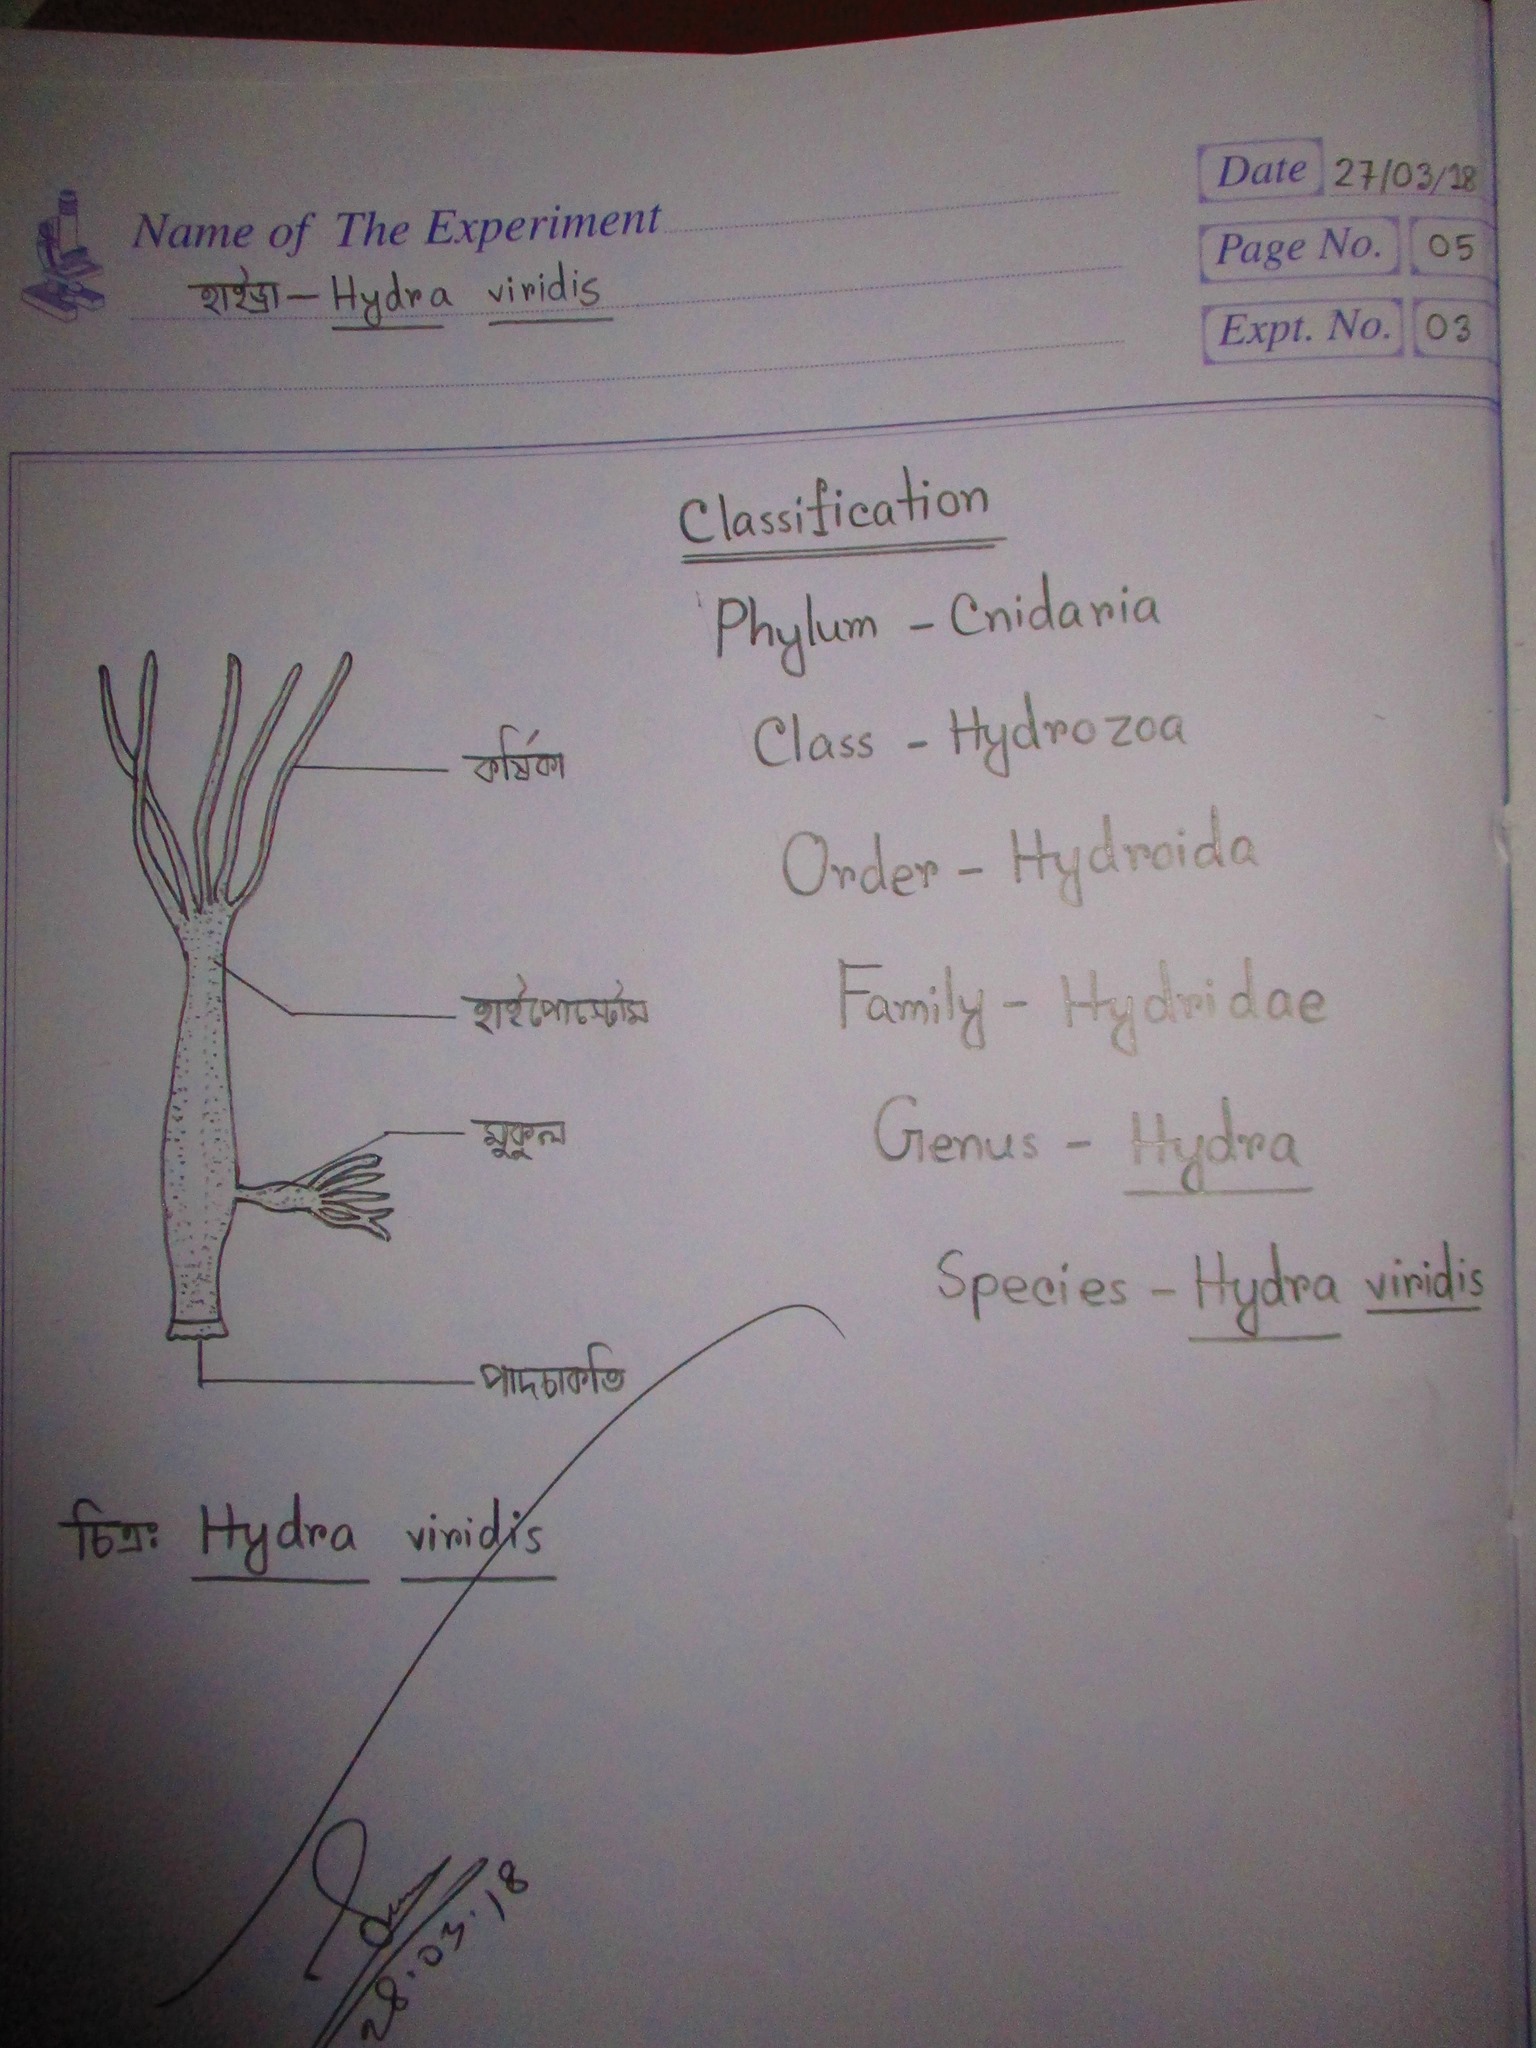 Date 27/03/18
Name of The Experiment
Page No. 05
হাইড্রা – Hydra viridis
Expt. No. 03
Classification
Phylum - Cnidaria
Class - Hydrozoa
Order - Hydroida
Family - Hydridae
Genus - Hydra
Species - Hydra viridis
কর্ষিকা
হাইপোস্টোম
মুকুল
পাদচাকতি
চিত্র: Hydra viridis
28.03.18